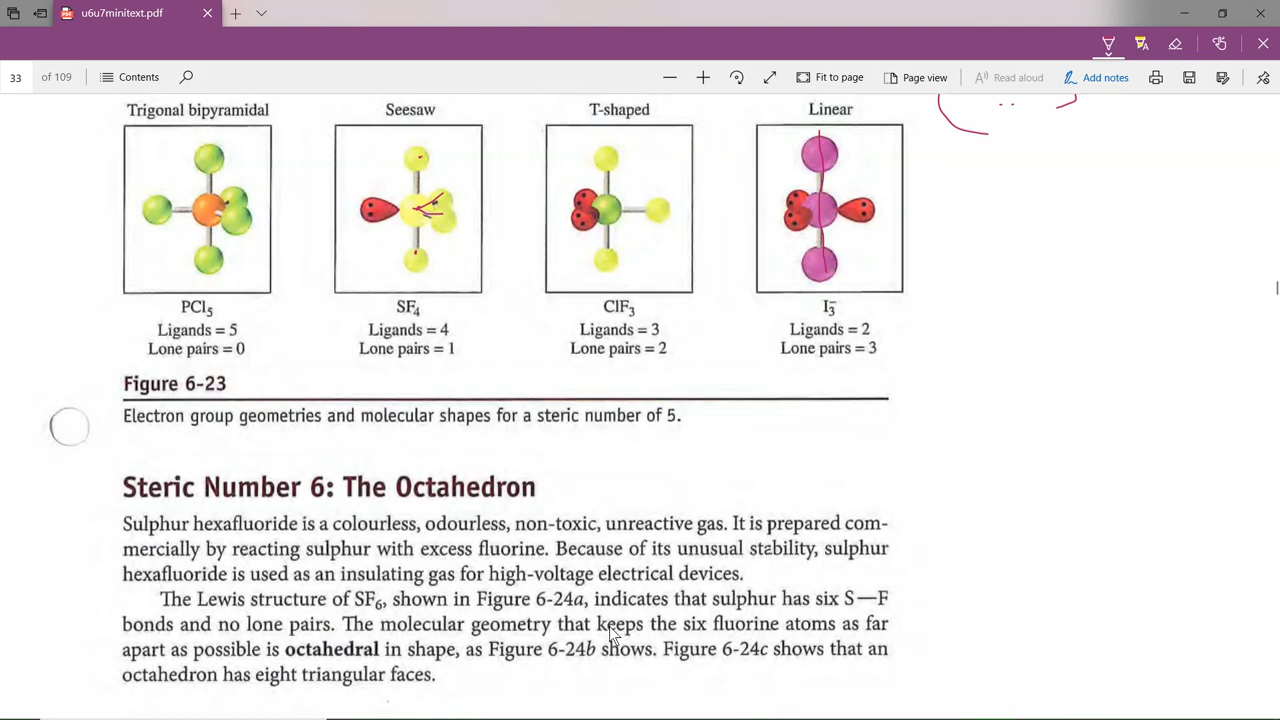 u6u7minitext.pdf
33 of 109 Contents Fit to page Page view Read aloud Add notes
Trigonal bipyramidal Seesaw T-shaped Linear
PCl5 SF4 ClF3 I3−
Ligands = 5 Ligands = 4 Ligands = 3 Ligands = 2
Lone pairs = 0 Lone pairs = 1 Lone pairs = 2 Lone pairs = 3
Figure 6-23
Electron group geometries and molecular shapes for a steric number of 5.
Steric Number 6: The Octahedron
Sulphur hexafluoride is a colourless, odourless, non-toxic, unreactive gas. It is prepared com-
mercially by reacting sulphur with excess fluorine. Because of its unusual stability, sulphur
hexafluoride is used as an insulating gas for high-voltage electrical devices.
The Lewis structure of SF6, shown in Figure 6-24a, indicates that sulphur has six S—F
bonds and no lone pairs. The molecular geometry that keeps the six fluorine atoms as far
apart as possible is octahedral in shape, as Figure 6-24b shows. Figure 6-24c shows that an
octahedron has eight triangular faces.